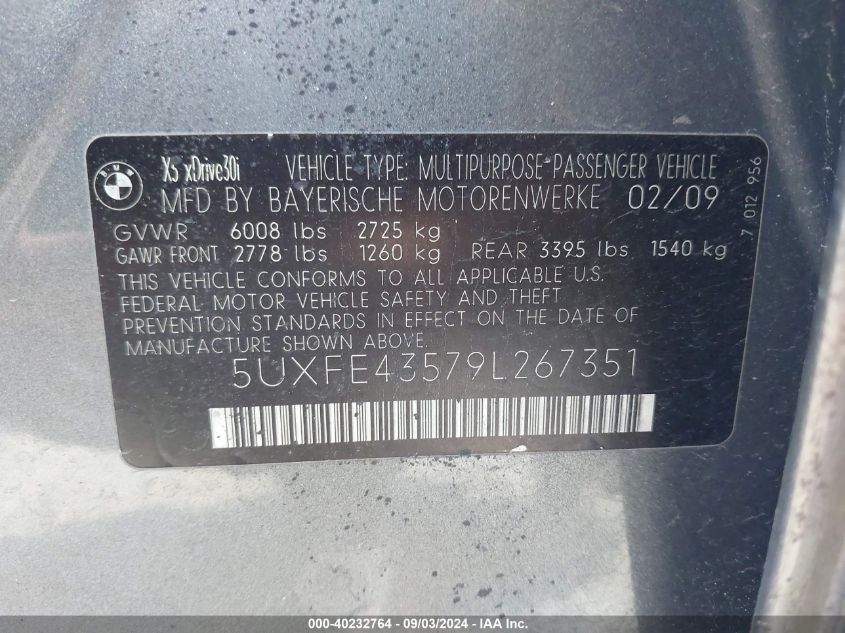 BMW
X5 xDrive30i VEHICLE TYPE: MULTIPURPOSE-PASSENGER VEHICLE
MFD BY BAYERISCHE MOTORENWERKE 02/09
GVWR 6008 lbs 2725 kg
GAWR FRONT 2778 lbs 1260 kg REAR 3395 lbs 1540 kg
THIS VEHICLE CONFORMS TO ALL APPLICABLE U.S.
FEDERAL MOTOR VEHICLE SAFETY AND THEFT
PREVENTION STANDARDS IN EFFECT ON THE DATE OF
MANUFACTURE SHOWN ABOVE.
5UXFE43579L267351
7 012 956
000-40232764 - 09/03/2024 - IMAGE.TEAM